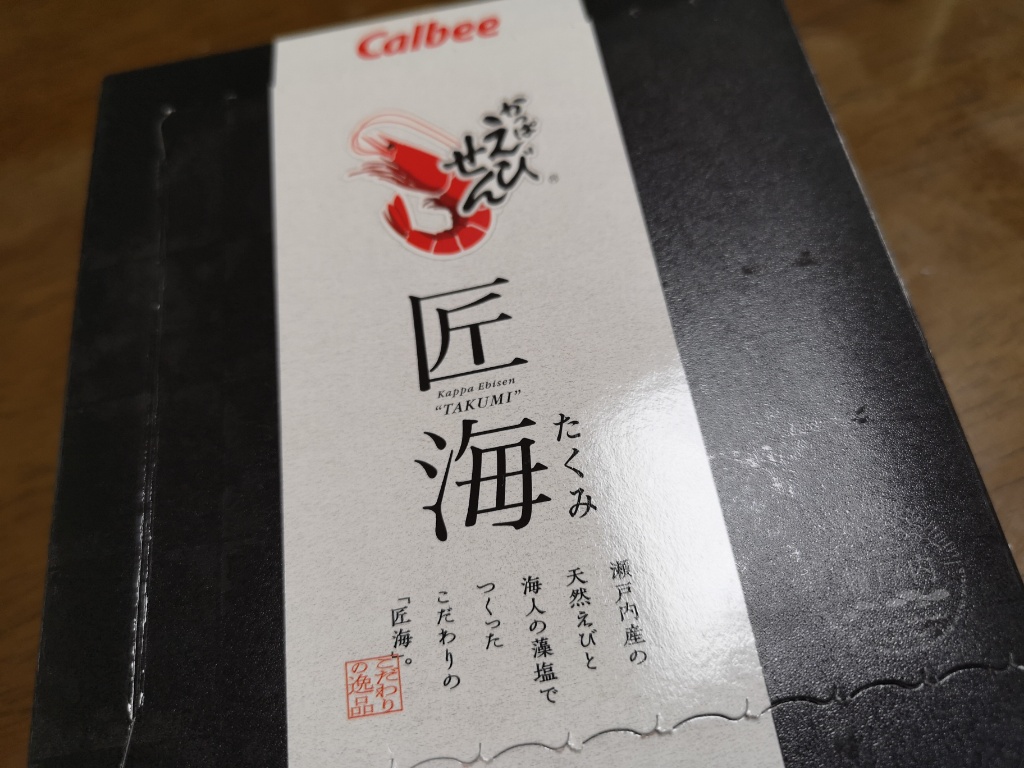 Calbee
かっぱ
えび
せん
®
匠
Kappa Ebisen
"TAKUMI"
海
たくみ
瀬戸内産の
天然えびと
海人の藻塩で
つくった
こだわりの
「匠海」。
こだわり
の逸品